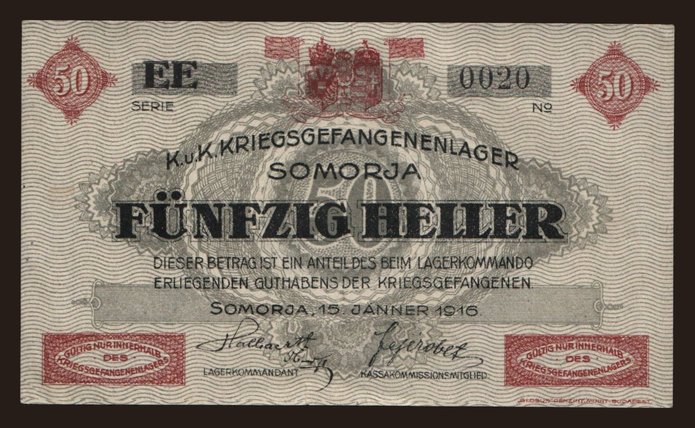 50
EE
0020
50
SERIE
No
K.u.K. KRIEGSGEFANGENENLAGER
SOMORJA
50
FÜNFZIG HELLER
DIESER BETRAG IST EIN ANTEIL DES BEIM LAGERKOMMANDO
ERLIEGENDEN GUTHABENS DER KRIEGSGEFANGENEN.
SOMORJA, 15. JÄNNER 1916.
GÜLTIG NUR INNERHALB
DES
KRIEGSGEFANGENENLAGERS
LAGERKOMMANDANT
KASSAKOMMISSIONSMITGLIED
GÜLTIG NUR INNERHALB
DES
KRIEGSGEFANGENENLAGERS